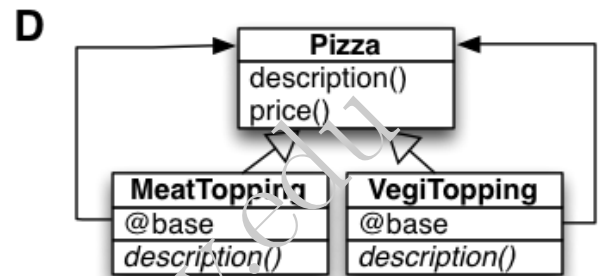 D
Pizza
description()
price()
MeatTopping
@base
description()
VegiTopping
@base
description()